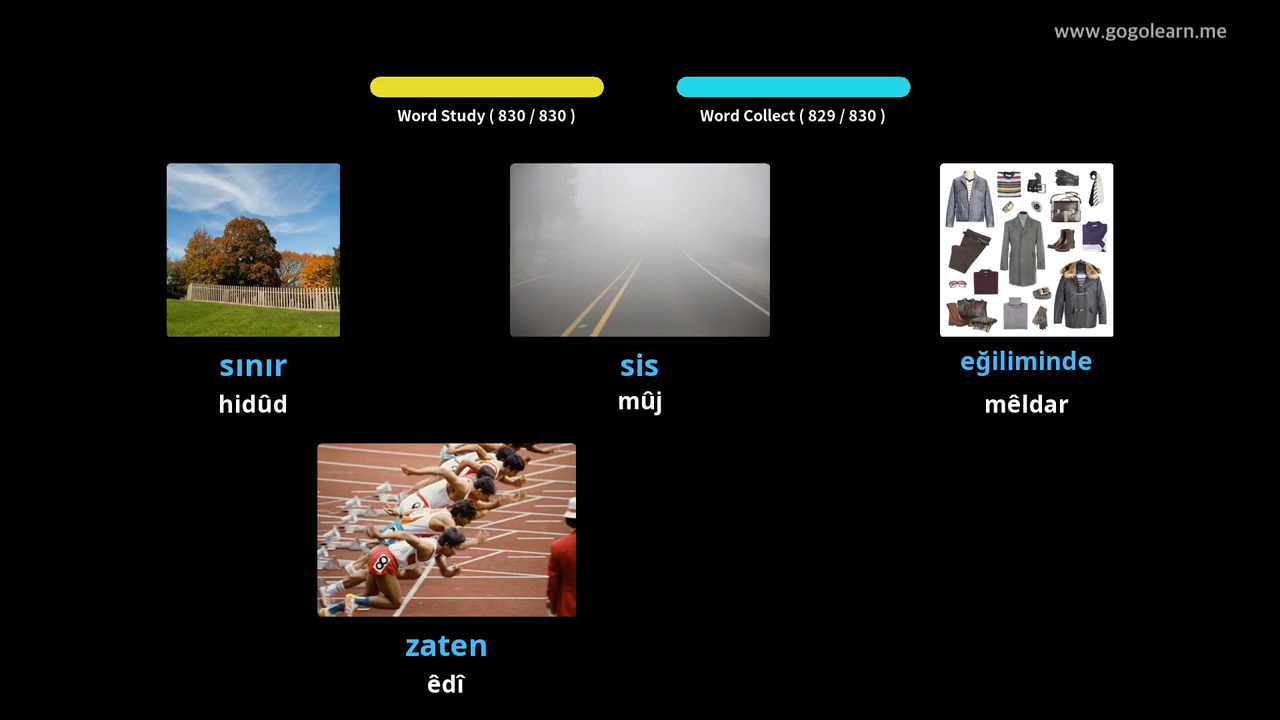 www.gogolearn.me
Word Study ( 830 / 830 )
Word Collect ( 829 / 830 )
sınır
hidûd
sis
mûj
eğiliminde
mêldar
zaten
êdî